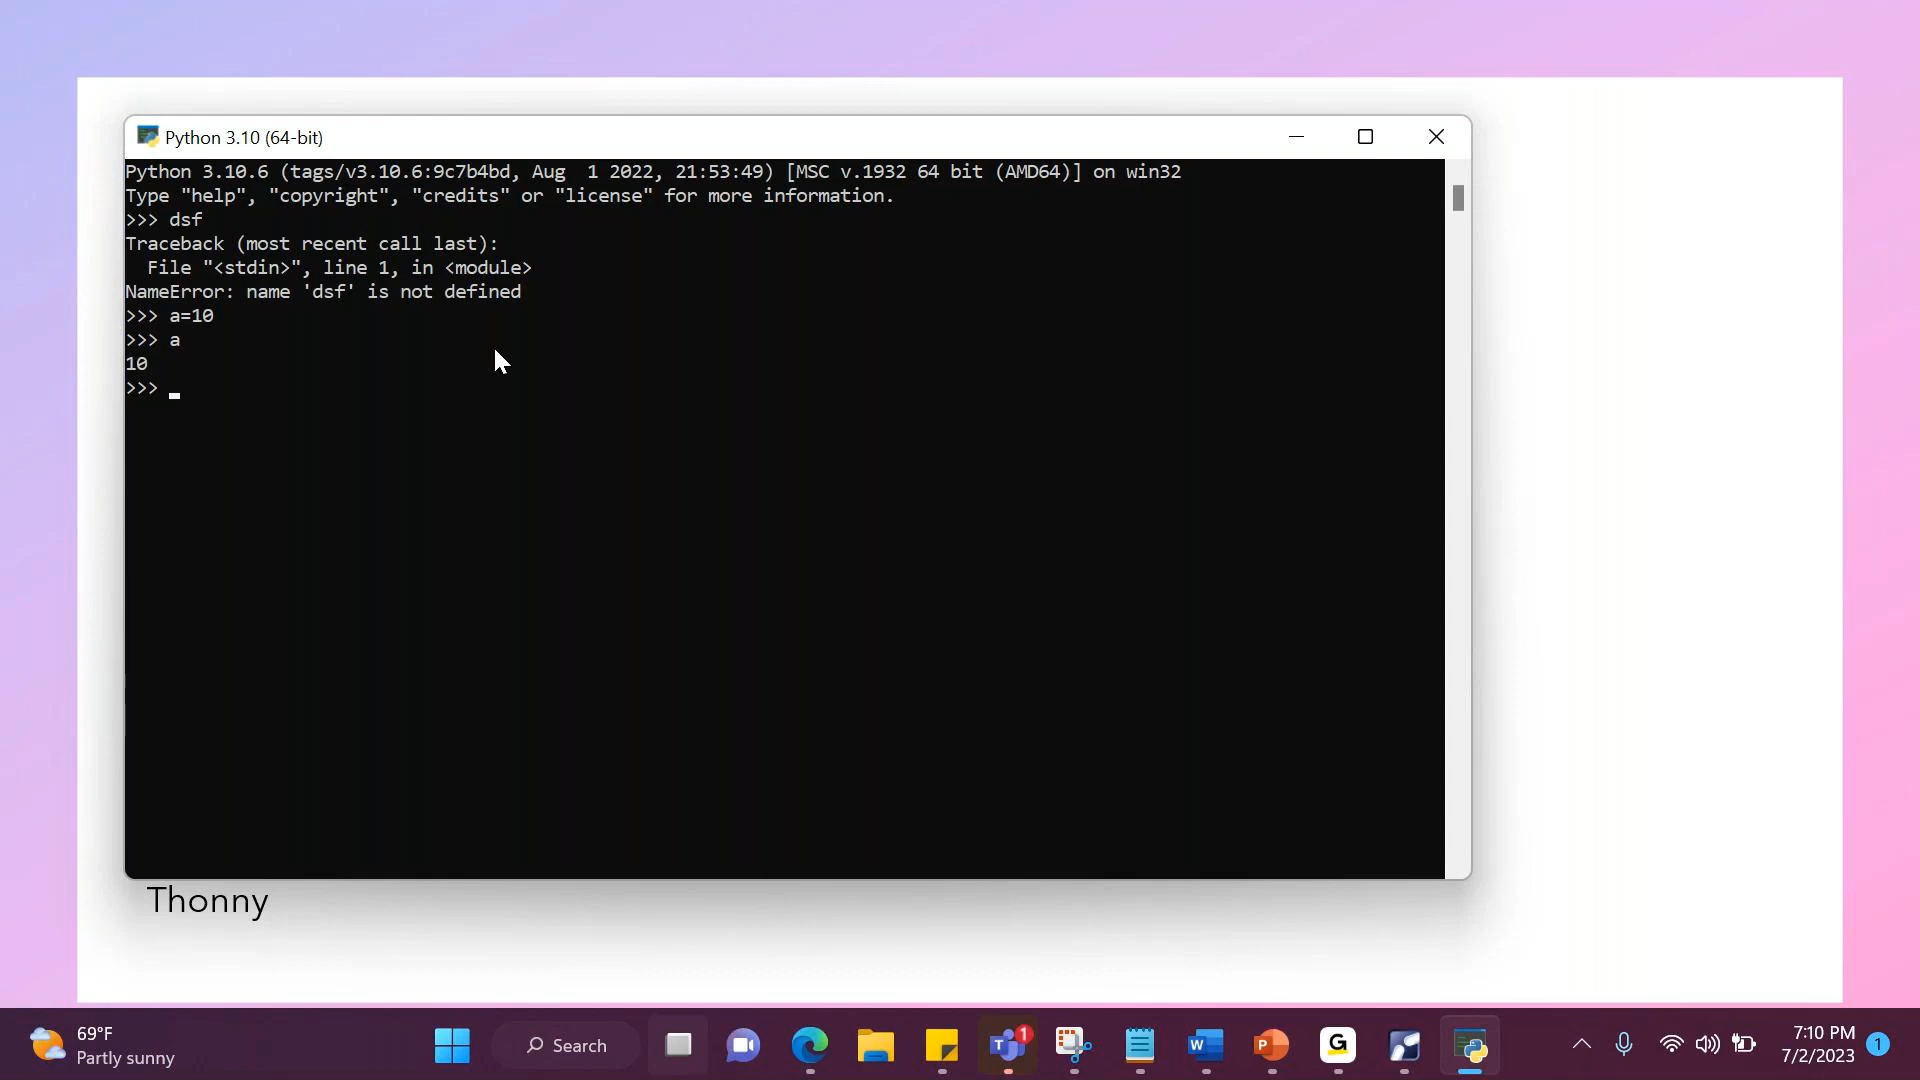 Python 3.10 (64-bit)
Python 3.10.6 (tags/v3.10.6:9c7b4bd, Aug  1 2022, 21:53:49) [MSC v.1932 64 bit (AMD64)] on win32
Type "help", "copyright", "credits" or "license" for more information.
>>> dsf
Traceback (most recent call last):
  File "<stdin>", line 1, in <module>
NameError: name 'dsf' is not defined
>>> a=10
>>> a
10
>>>
Thonny
69°F
Partly sunny
Search
T
1
W
P
G
7:10 PM
7/2/2023
1